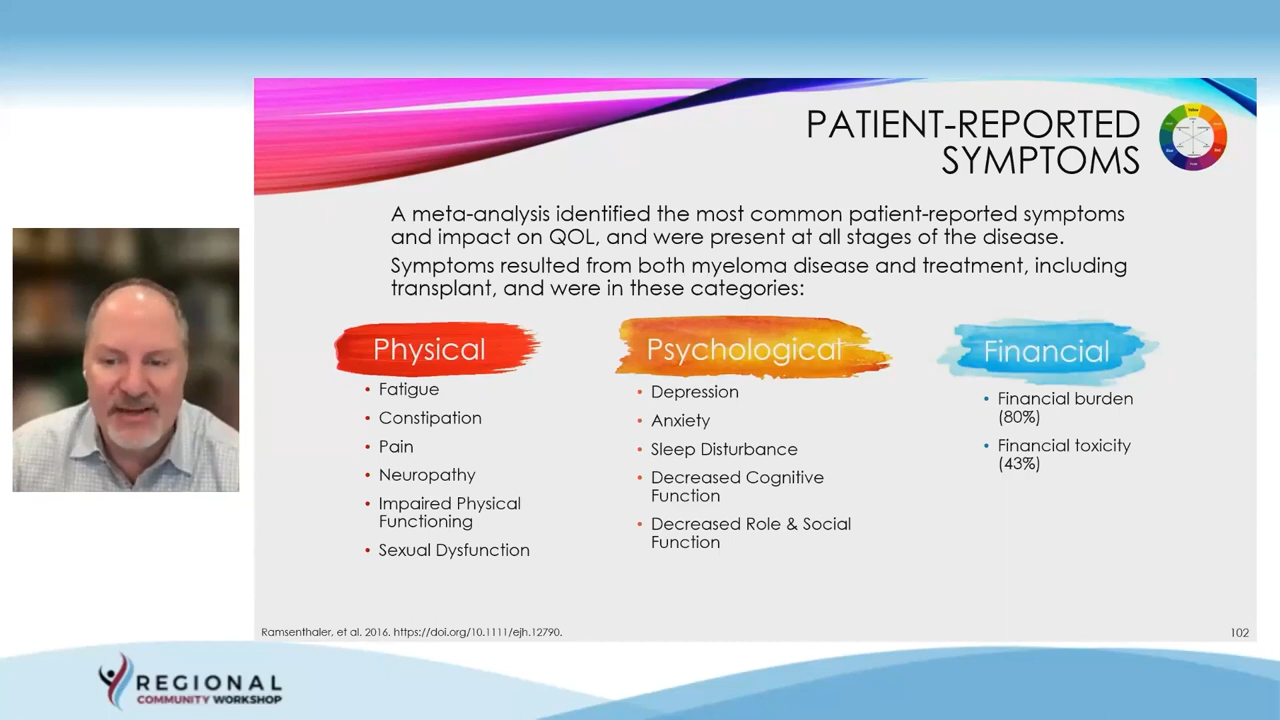 PATIENT-REPORTED
SYMPTOMS
A meta-analysis identified the most common patient-reported symptoms
and impact on QOL, and were present at all stages of the disease.
Symptoms resulted from both myeloma disease and treatment, including
transplant, and were in these categories:
Physical
• Fatigue
• Constipation
• Pain
• Neuropathy
• Impaired Physical
Functioning
• Sexual Dysfunction
Psychological
• Depression
• Anxiety
• Sleep Disturbance
• Decreased Cognitive
Function
• Decreased Role & Social
Function
Financial
• Financial burden
(80%)
• Financial toxicity
(43%)
Ramsenthaler, et al. 2016. https://doi.org/10.1111/ejh.12790.
102
REGIONAL
COMMUNITY WORKSHOP